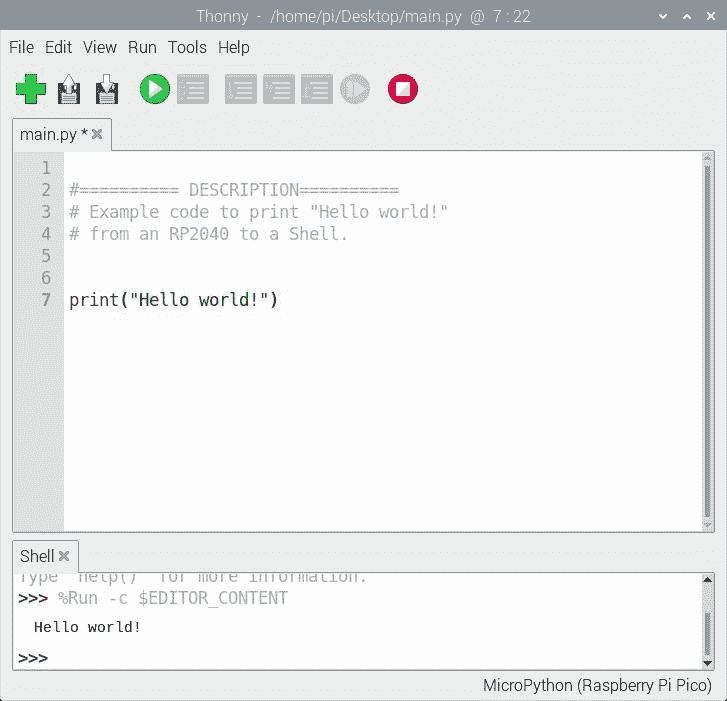 Thonny - /home/pi/Desktop/main.py @ 7 : 22
File Edit View Run Tools Help
main.py *
1
2 #========== DESCRIPTION==========
3 # Example code to print "Hello world!"
4 # from an RP2040 to a Shell.
5
6
7 print("Hello world!")
Shell
Type "help()" for more information.
>>> %Run -c $EDITOR_CONTENT
Hello world!
>>>
MicroPython (Raspberry Pi Pico)